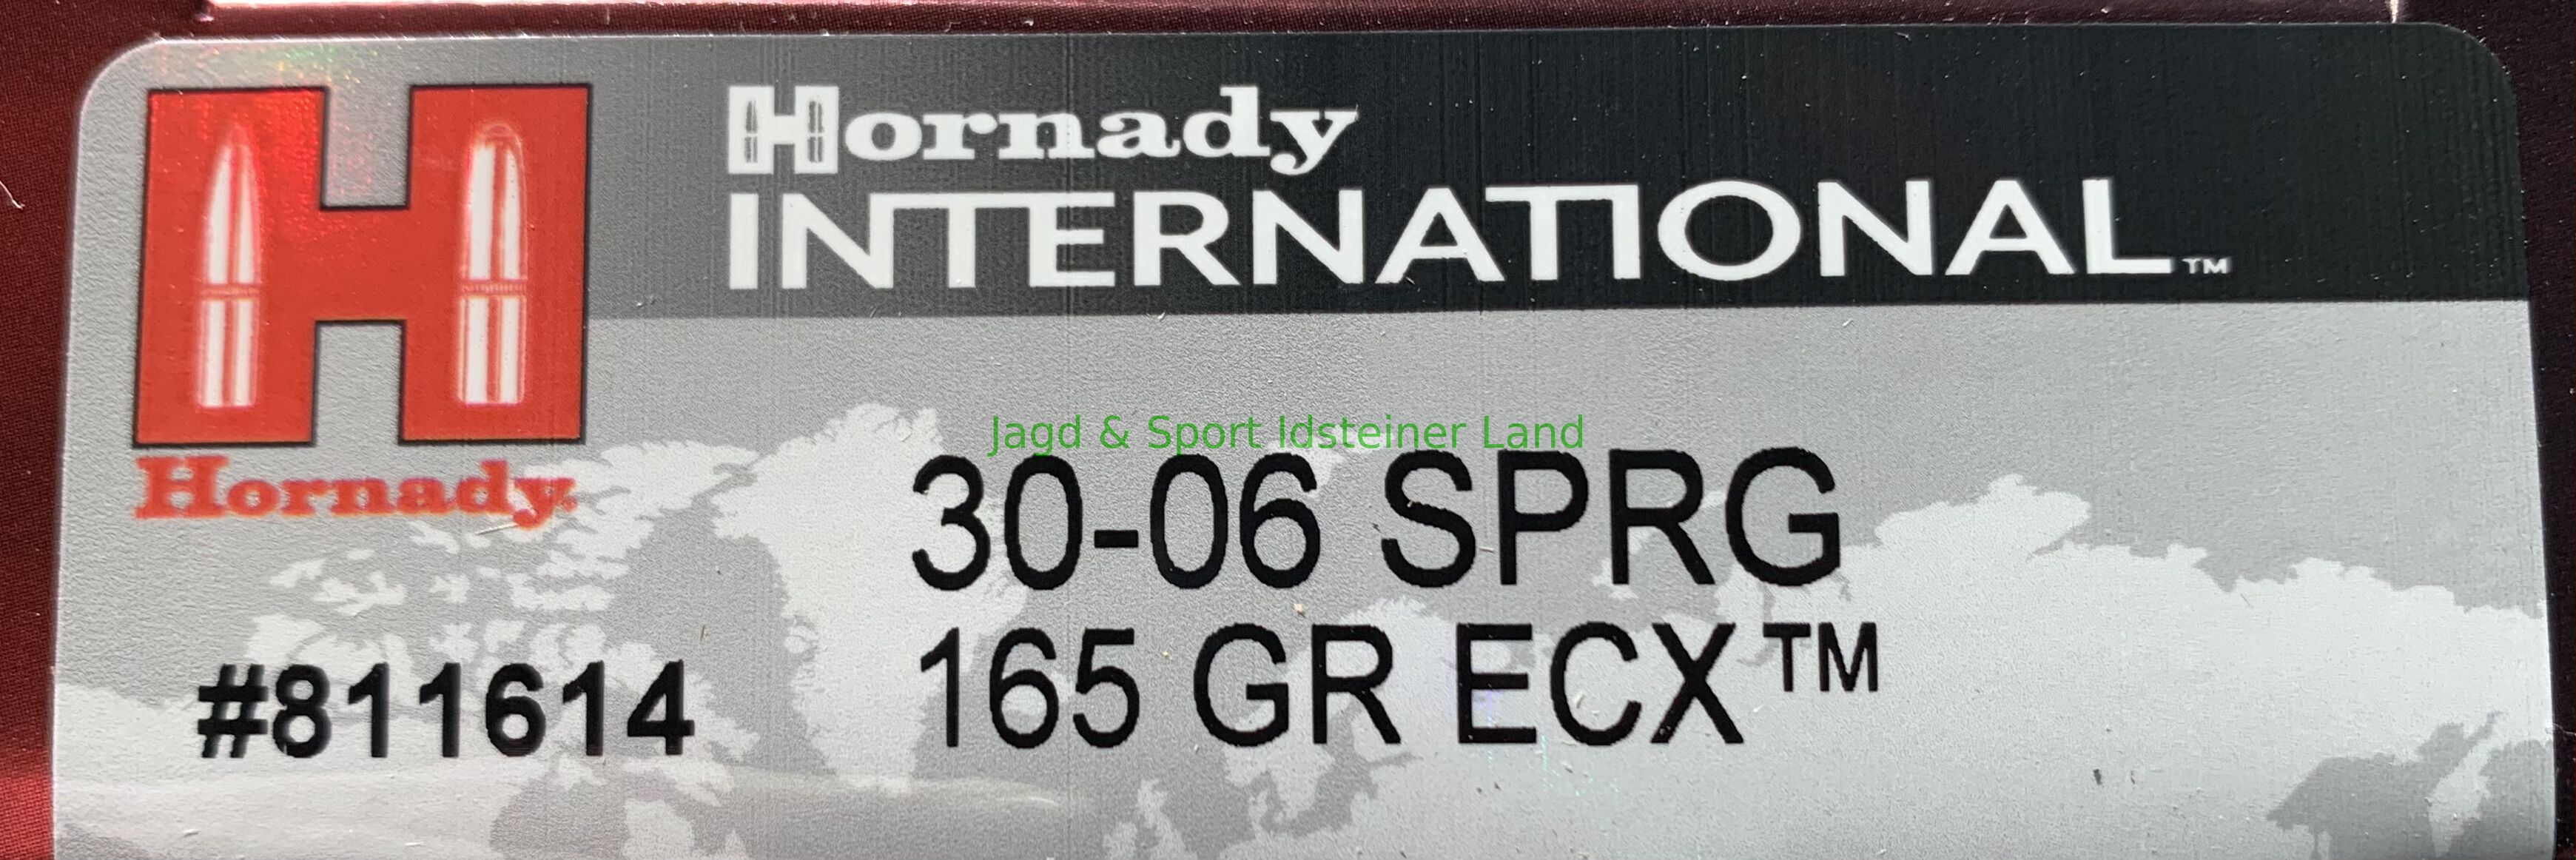 Hornady
INTERNATIONAL™
Hornady®
Jagd & Sport Idsteiner Land
30-06 SPRG
165 GR ECX™
#811614